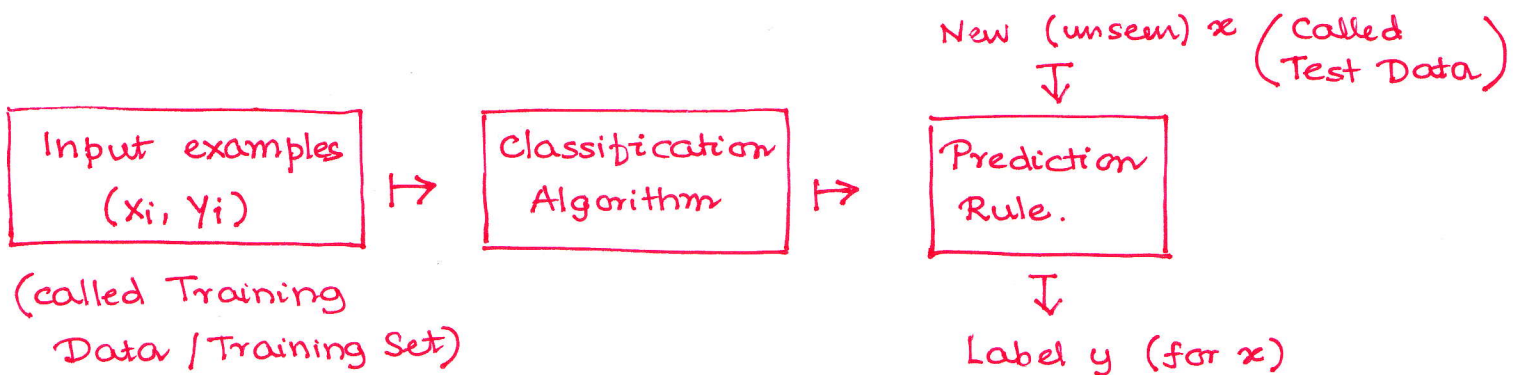 New (unseen) x (Called
Test Data)
Input examples
(xi, yi)
↦
Classification
Algorithm
↦
Prediction
Rule.
(called Training
Data / Training Set)
Label y (for x)